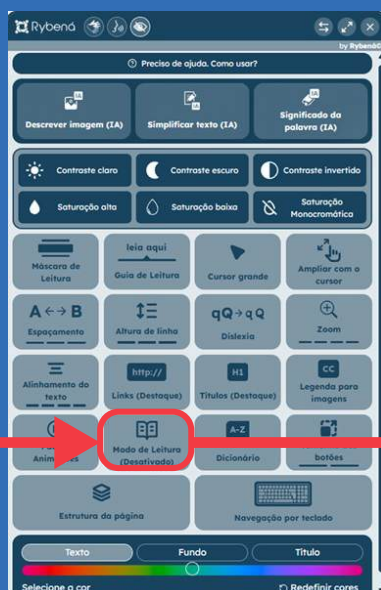 Rybená
by Rybená
Preciso de ajuda. Como usar?
IA
IA
IA
Descrever imagem (IA)
Simplificar texto (IA)
Significado da
palavra (IA)
Contraste claro
Contraste escuro
Contraste invertido
Saturação alta
Saturação baixa
Saturação
Monocromática
Máscara de
Leitura
leia aqui
Guia de Leitura
Cursor grande
Ampliar com o
cursor
A ↔ B
Espaçamento
Altura de linha
qQ→qQ
Dislexia
Zoom
Alinhamento do
texto
http://
Links (Destaque)
H1
Títulos (Destaque)
CC
Legenda para
imagens
Modo de Leitura
(Desativado)
A-Z
Dicionário
botões
Estrutura da página
Navegação por teclado
Texto
Fundo
Título
Selecione a cor
Redefinir cores